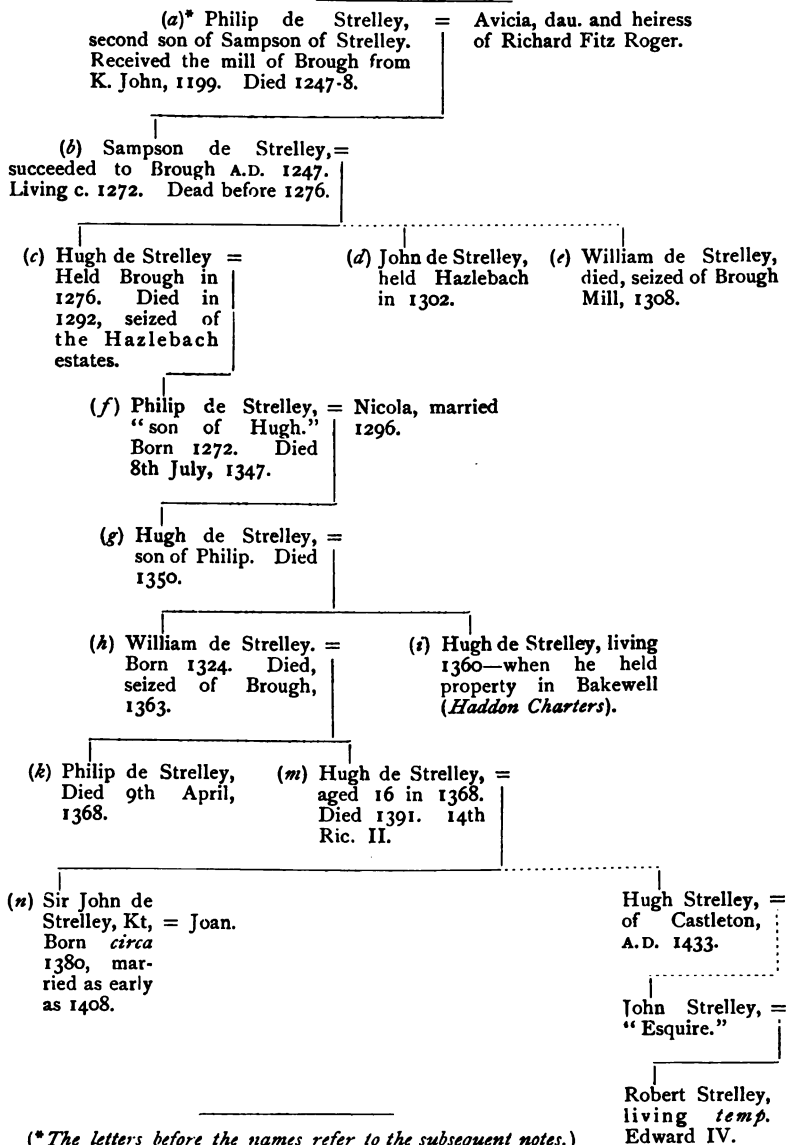 (a)* Philip de Strelley,
second son of Sampson of Strelley.
Received the mill of Brough from
K. John, 1199. Died 1247-8.
=
Avicia, dau. and heiress
of Richard Fitz Roger.
(b) Sampson de Strelley,=
succeeded to Brough A.D. 1247.
Living c. 1272. Dead before 1276.
(c) Hugh de Strelley =
Held Brough in
1276. Died in
1292, seized of
the Hazlebach
estates.
(d) John de Strelley,
held Hazlebach
in 1302.
(e) William de Strelley,
died, seized of Brough
Mill, 1308.
(f) Philip de Strelley, =
"son of Hugh."
Born 1272. Died
8th July, 1347.
Nicola, married
1296.
(g) Hugh de Strelley, =
son of Philip. Died
1350.
(h) William de Strelley. =
Born 1324. Died,
seized of Brough,
1363.
(i) Hugh de Strelley, living
1360—when he held
property in Bakewell
(Haddon Charters).
(k) Philip de Strelley,
Died 9th April,
1368.
(m) Hugh de Strelley, =
aged 16 in 1368.
Died 1391. 14th
Ric. II.
(n) Sir John de
Strelley, Kt, = Joan.
Born circa
1380, mar-
ried as early
as 1408.
Hugh Strelley, =
of Castleton,
A.D. 1433.
John Strelley, =
"Esquire."
Robert Strelley,
living temp.
Edward IV.
(* The letters before the names refer to the subsequent notes.)